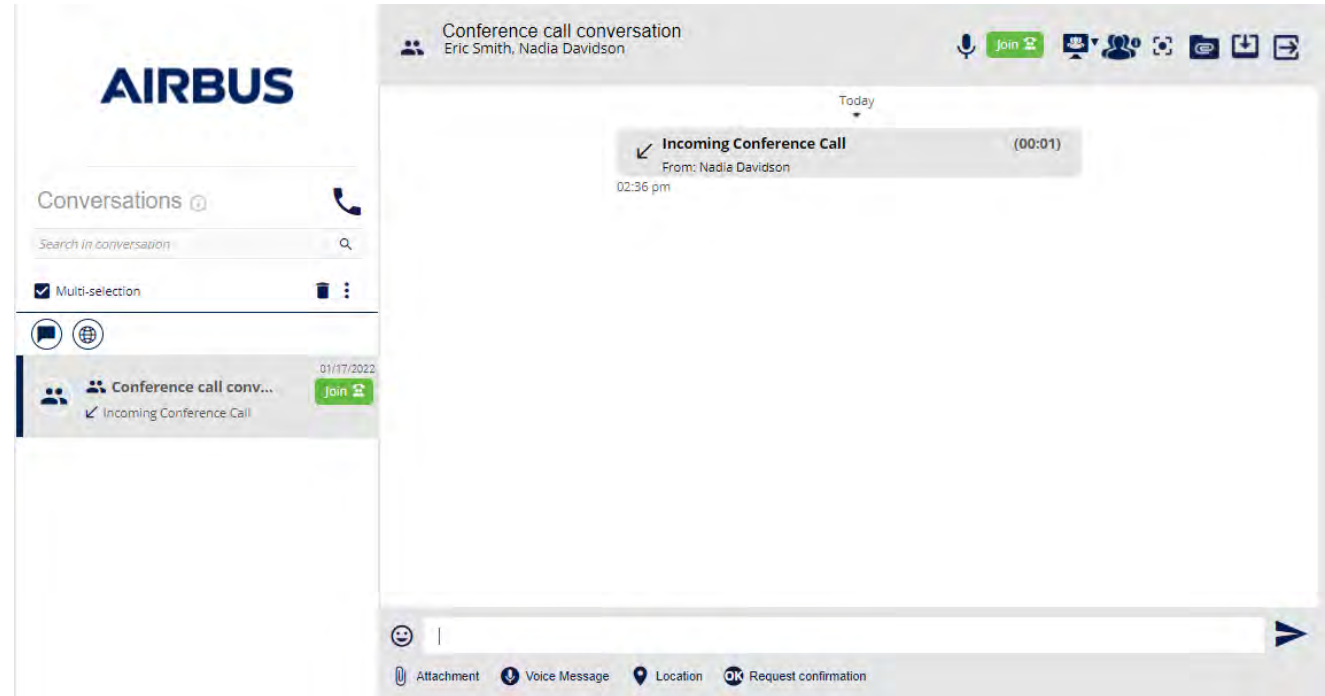 AIRBUS
Conversations
Search in conversation
Multi-selection
01/17/2022
Conference call conv...
Join
Incoming Conference Call
Conference call conversation
Eric Smith, Nadia Davidson
Join
Today
Incoming Conference Call (00:01)
From: Nadia Davidson
02:36 pm
Attachment Voice Message Location OK Request confirmation